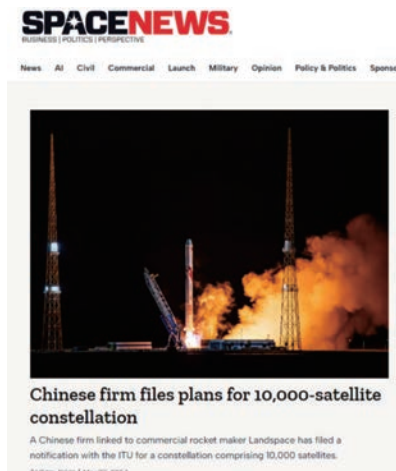 SPACENEWS
BUSINESS | POLITICS | PERSPECTIVE
News AI Civil Commercial Launch Military Opinion Policy & Politics Sponso
Chinese firm files plans for 10,000-satellite
constellation
A Chinese firm linked to commercial rocket maker Landspace has filed a
notification with the ITU for a constellation comprising 10,000 satellites.